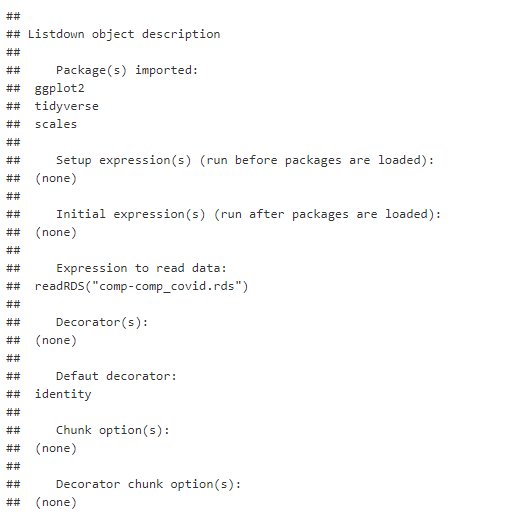 ##
## Listdown object description
##
##     Package(s) imported:
##  ggplot2
##  tidyverse
##  scales
##
##     Setup expression(s) (run before packages are loaded):
##  (none)
##
##     Initial expression(s) (run after packages are loaded):
##  (none)
##
##     Expression to read data:
##  readRDS("comp-comp_covid.rds")
##
##     Decorator(s):
##  (none)
##
##     Defaut decorator:
##  identity
##
##     Chunk option(s):
##  (none)
##
##     Decorator chunk option(s):
##  (none)